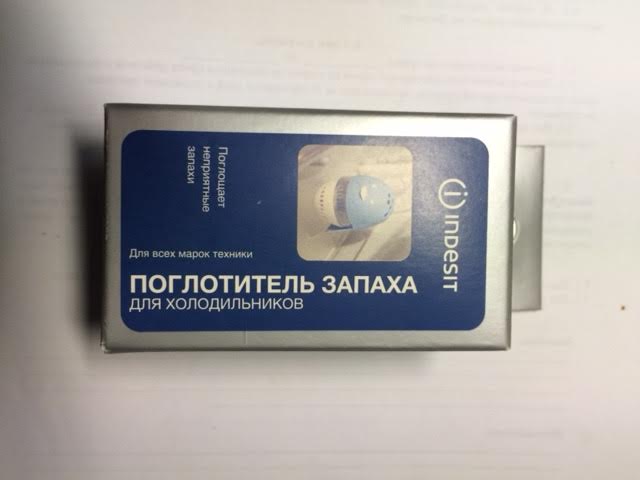 INDESIT
Поглощает
неприятные
запахи
Для всех марок техники
ПОГЛОТИТЕЛЬ ЗАПАХА
ДЛЯ ХОЛОДИЛЬНИКОВ